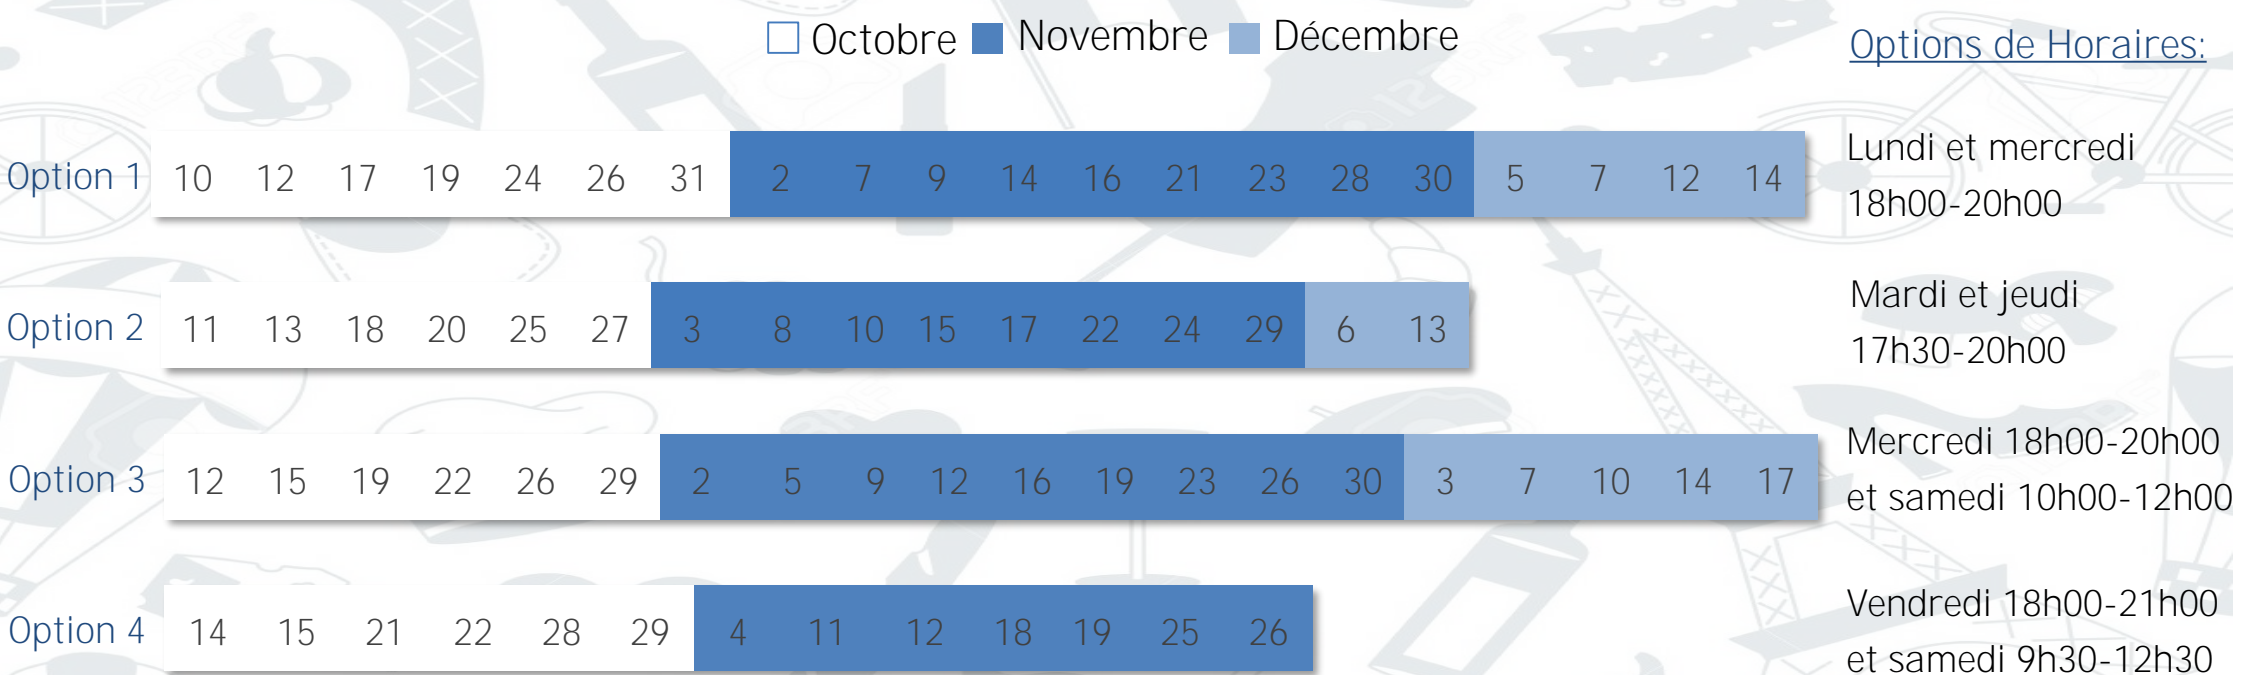 Octobre Novembre Décembre
Options de Horaires:
Option 1 10 12 17 19 24 26 31 2 7 9 14 16 21 23 28 30 5 7 12 14
Lundi et mercredi
18h00-20h00
Option 2 11 13 18 20 25 27 3 8 10 15 17 22 24 29 6 13
Mardi et jeudi
17h30-20h00
Option 3 12 15 19 22 26 29 2 5 9 12 16 19 23 26 30 3 7 10 14 17
Mercredi 18h00-20h00
et samedi 10h00-12h00
Option 4 14 15 21 22 28 29 4 11 12 18 19 25 26
Vendredi 18h00-21h00
et samedi 9h30-12h30